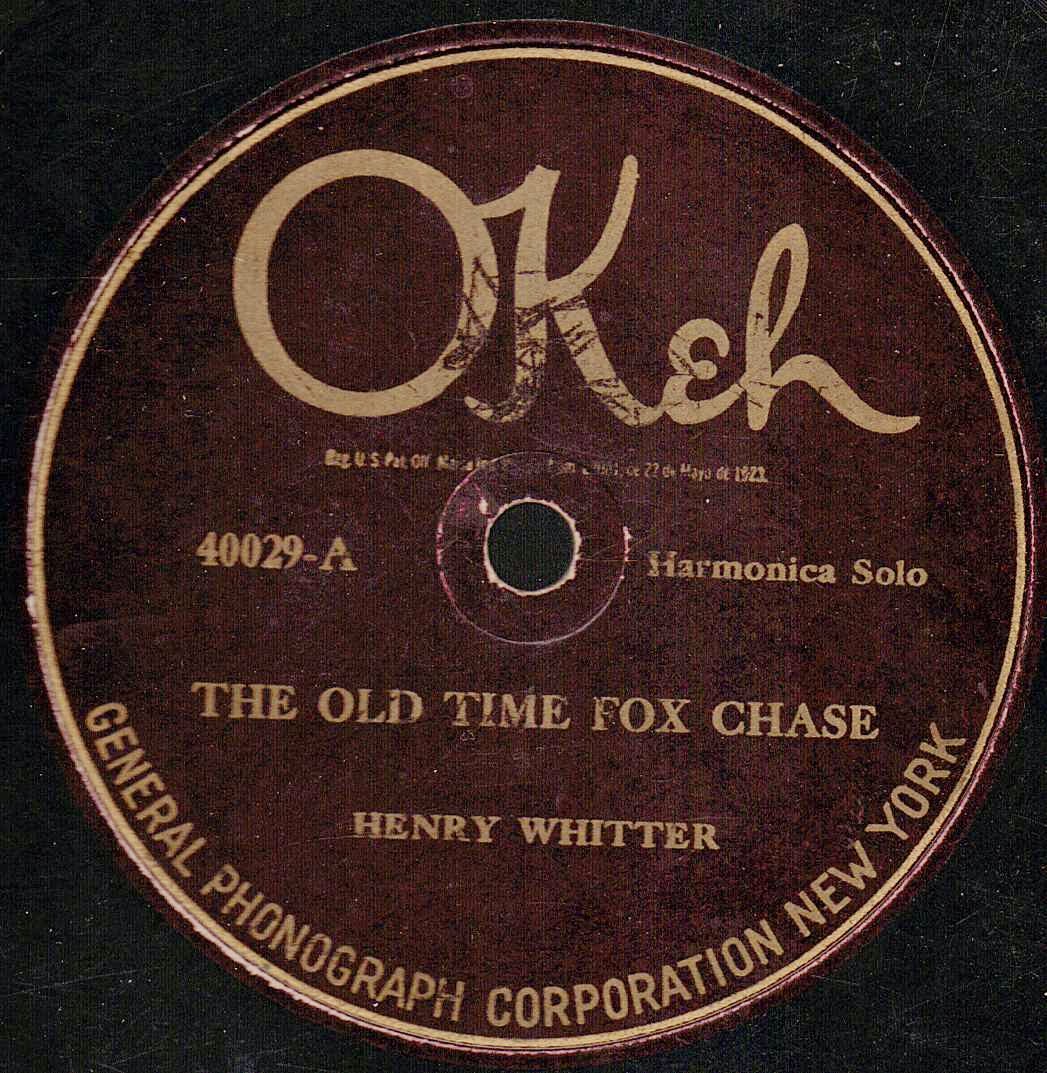 OKeh
Reg. U.S. Pat. Off. de 22 de Mayo de 1923.
40029-A
Harmonica Solo
THE OLD TIME FOX CHASE
HENRY WHITTER
GENERAL PHONOGRAPH CORPORATION NEW YORK